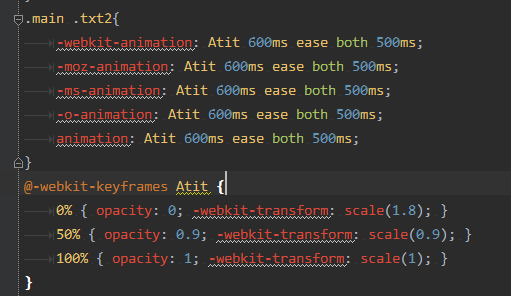 .main .txt2{
-webkit-animation: Atit 600ms ease both 500ms;
-moz-animation: Atit 600ms ease both 500ms;
-ms-animation: Atit 600ms ease both 500ms;
-o-animation: Atit 600ms ease both 500ms;
animation: Atit 600ms ease both 500ms;
}
@-webkit-keyframes Atit {
0% { opacity: 0; -webkit-transform: scale(1.8); }
50% { opacity: 0.9; -webkit-transform: scale(0.9); }
100% { opacity: 1; -webkit-transform: scale(1); }
}